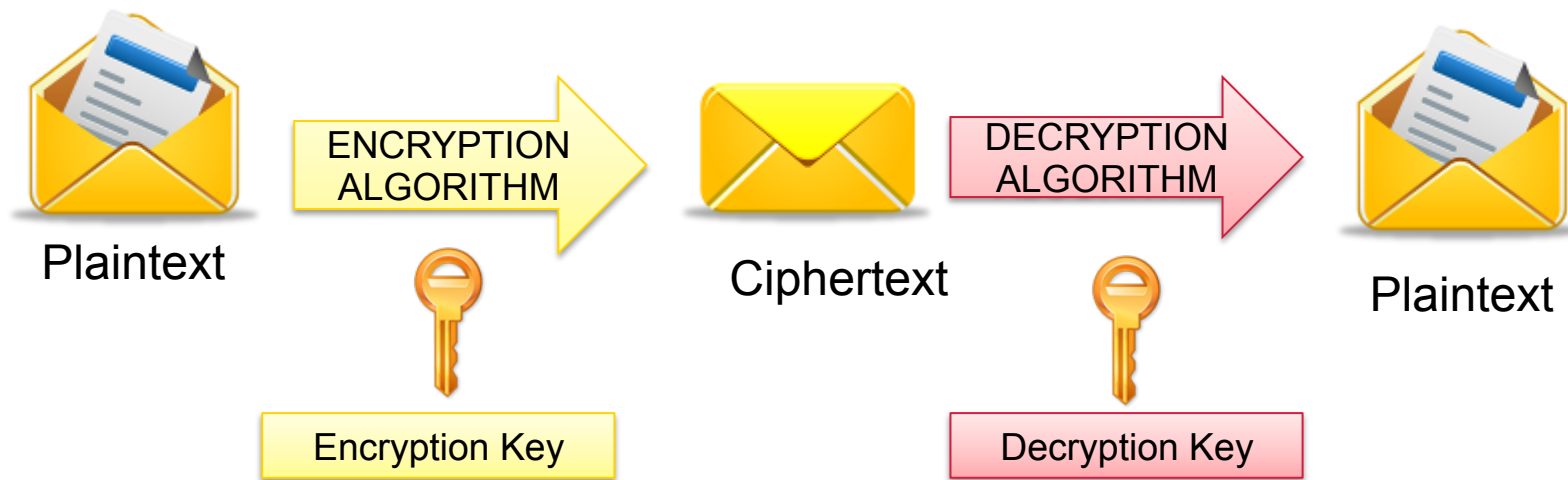 ENCRYPTION
ALGORITHM
DECRYPTION
ALGORITHM
Plaintext
Ciphertext
Plaintext
Encryption Key
Decryption Key